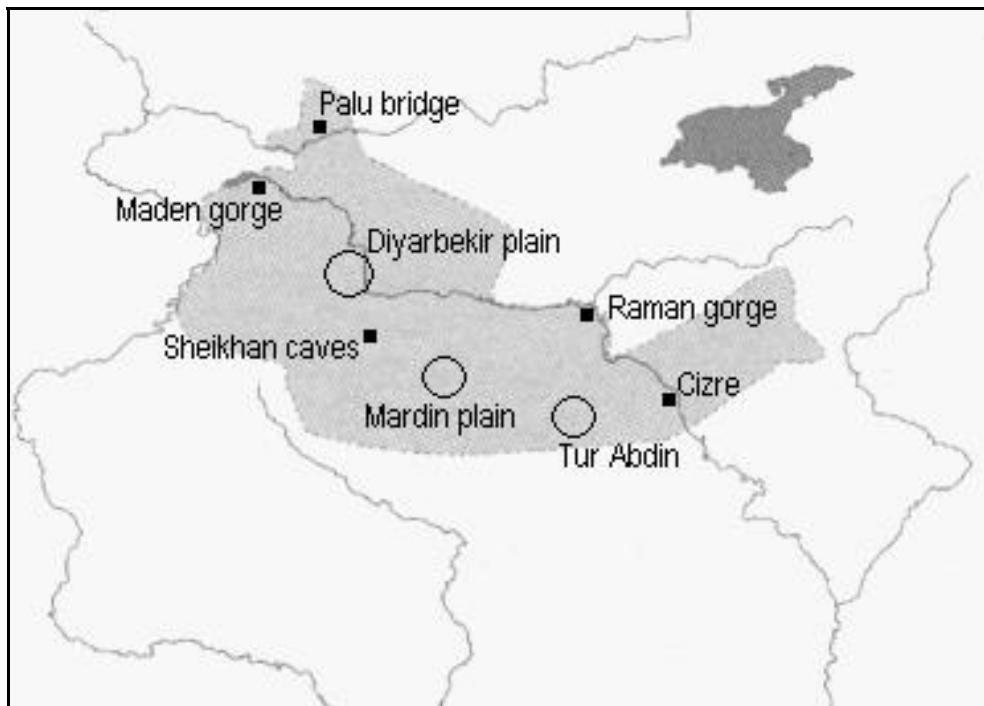 Palu bridge
Maden gorge
Diyarbekir plain
Raman gorge
Sheikhan caves
Cizre
Mardin plain
Tur Abdin